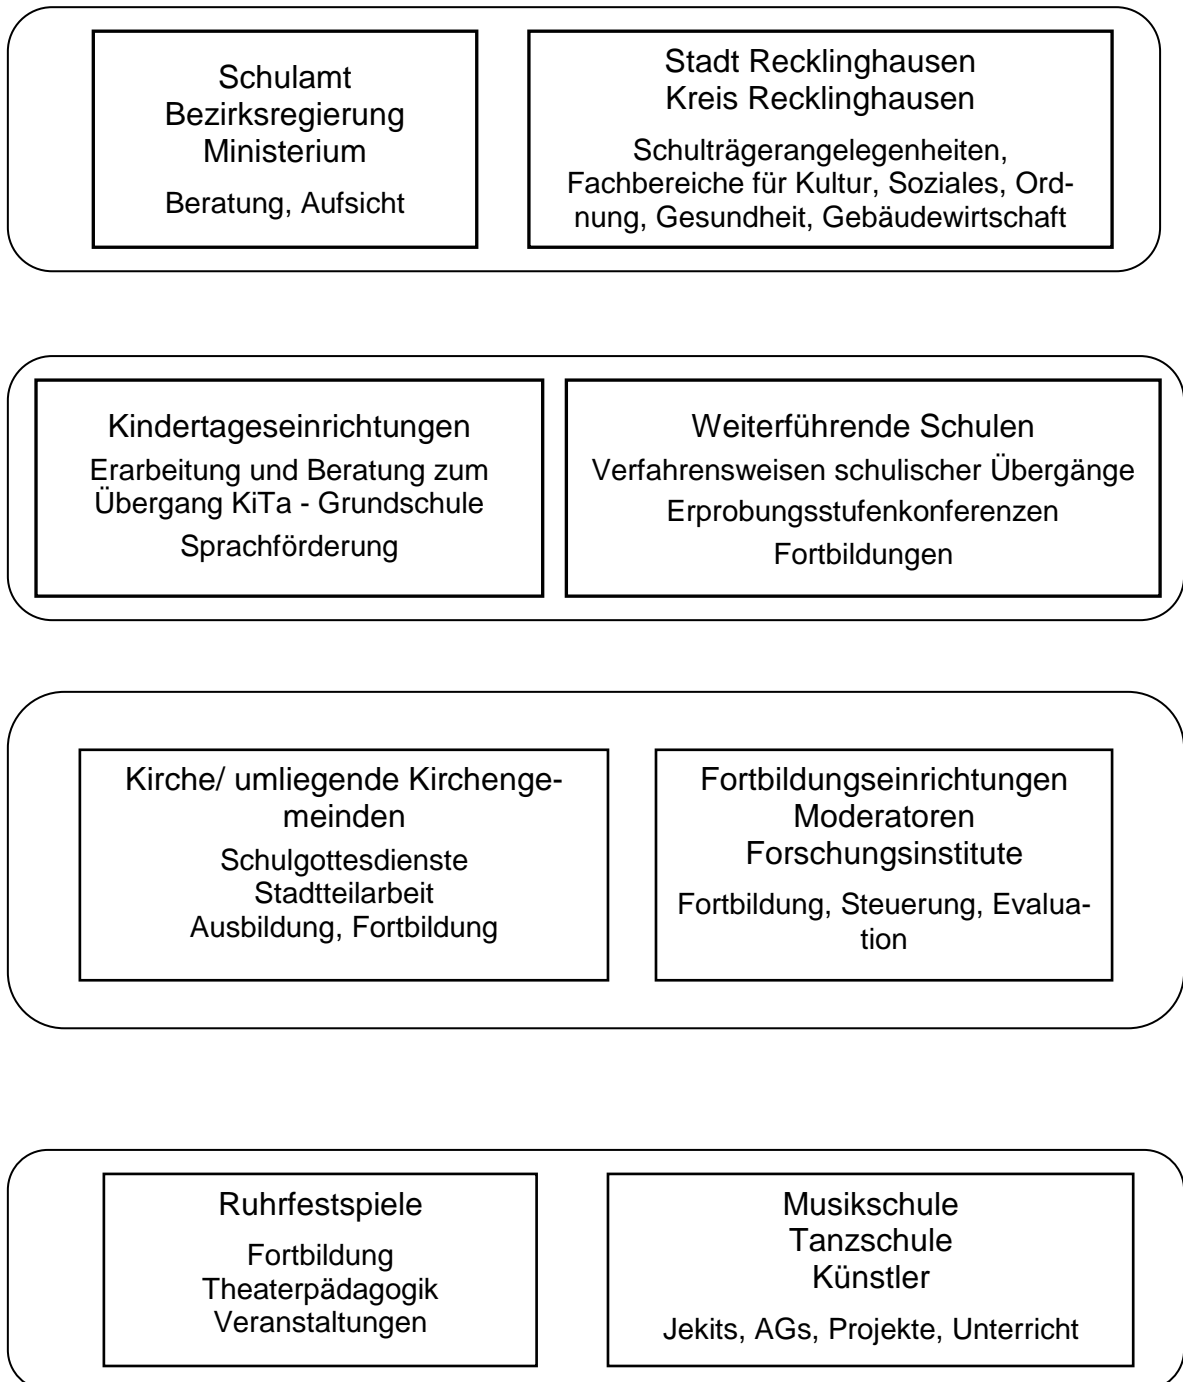 Schulamt
Bezirksregierung
Ministerium
Beratung, Aufsicht
Stadt Recklinghausen
Kreis Recklinghausen
Schulträgerangelegenheiten,
Fachbereiche für Kultur, Soziales, Ord-
nung, Gesundheit, Gebäudewirtschaft
Kindertageseinrichtungen
Erarbeitung und Beratung zum
Übergang KiTa - Grundschule
Sprachförderung
Weiterführende Schulen
Verfahrensweisen schulischer Übergänge
Erprobungsstufenkonferenzen
Fortbildungen
Kirche/ umliegende Kirchenge-
meinden
Schulgottesdienste
Stadtteilarbeit
Ausbildung, Fortbildung
Fortbildungseinrichtungen
Moderatoren
Forschungsinstitute
Fortbildung, Steuerung, Evalua-
tion
Ruhrfestspiele
Fortbildung
Theaterpädagogik
Veranstaltungen
Musikschule
Tanzschule
Künstler
Jekits, AGs, Projekte, Unterricht